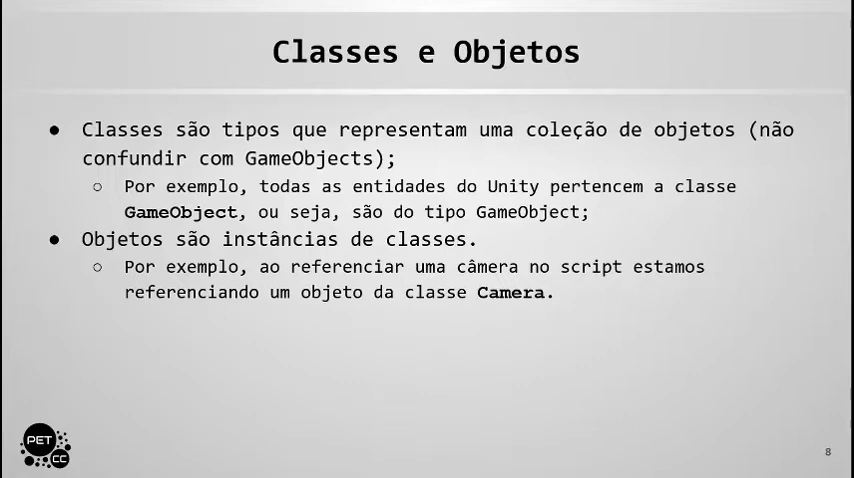 Classes e Objetos
● Classes são tipos que representam uma coleção de objetos (não
confundir com GameObjects);
○ Por exemplo, todas as entidades do Unity pertencem a classe
GameObject, ou seja, são do tipo GameObject;
● Objetos são instâncias de classes.
○ Por exemplo, ao referenciar uma câmera no script estamos
referenciando um objeto da classe Camera.
PET
CC
8